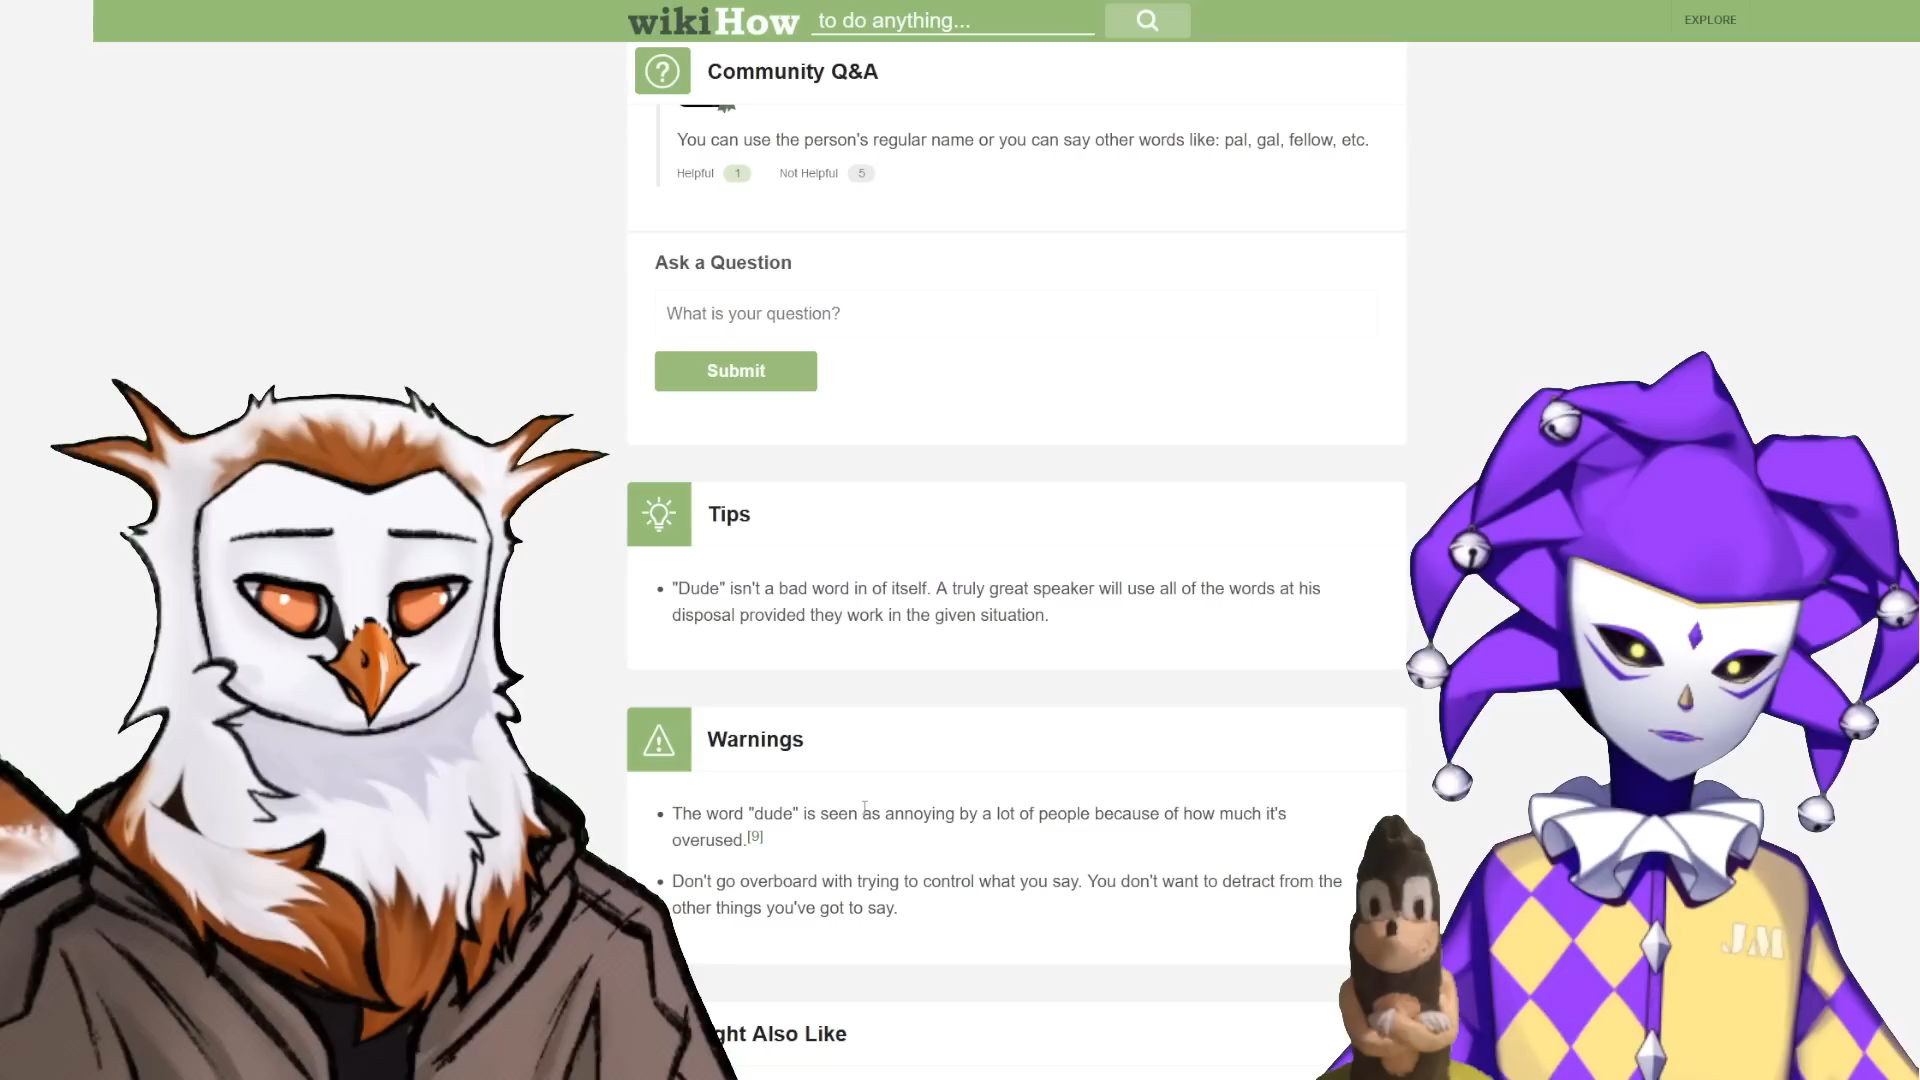 wikiHow to do anything...
EXPLORE
Community Q&A
You can use the person's regular name or you can say other words like: pal, gal, fellow, etc.
Helpful 1 Not Helpful 5
Ask a Question
What is your question?
Submit
Tips
"Dude" isn't a bad word in of itself. A truly great speaker will use all of the words at his
disposal provided they work in the given situation.
Warnings
The word "dude" is seen as annoying by a lot of people because of how much it's
overused.[9]
Don't go overboard with trying to control what you say. You don't want to detract from the
other things you've got to say.
ght Also Like
JM